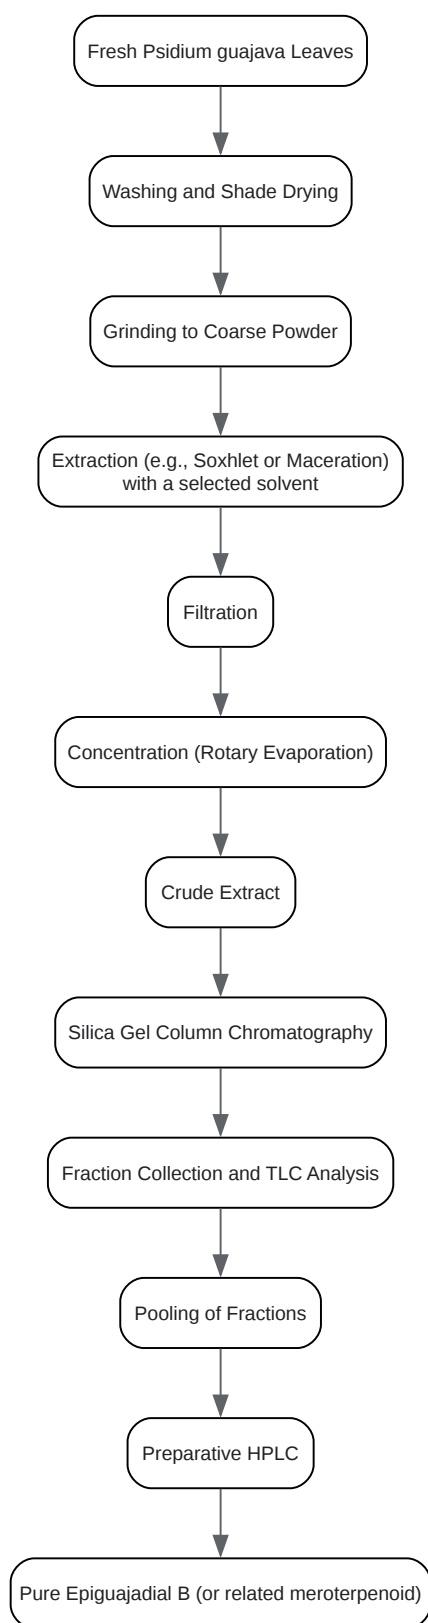 Fresh Psidium guajava Leaves
Washing and Shade Drying
Grinding to Coarse Powder
Extraction (e.g., Soxhlet or Maceration)
with a selected solvent
Filtration
Concentration (Rotary Evaporation)
Crude Extract
Silica Gel Column Chromatography
Fraction Collection and TLC Analysis
Pooling of Fractions
Preparative HPLC
Pure Epiguajadial B (or related meroterpenoid)